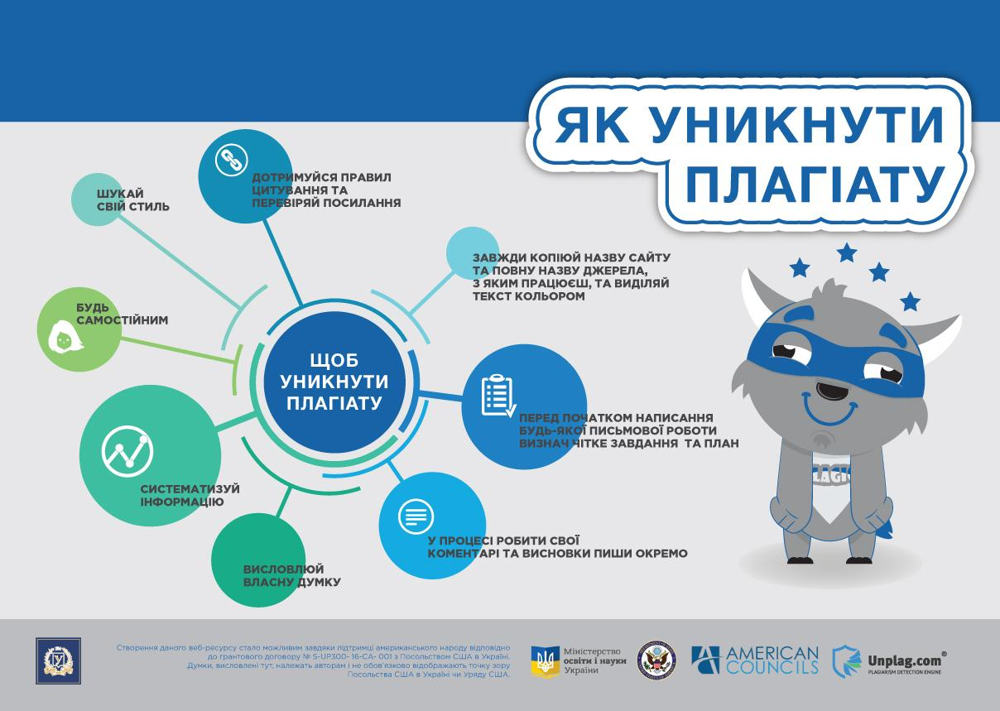 ЯК УНИКНУТИ
ПЛАГІАТУ
ДОТРИМУЙСЯ ПРАВИЛ
ЦИТУВАННЯ ТА
ПЕРЕВІРЯЙ ПОСИЛАННЯ
ШУКАЙ
СВІЙ СТИЛЬ
ЗАВЖДИ КОПІЮЙ НАЗВУ САЙТУ
ТА ПОВНУ НАЗВУ ДЖЕРЕЛА,
З ЯКИМ ПРАЦЮЄШ, ТА ВИДІЛЯЙ
ТЕКСТ КОЛЬОРОМ
БУДЬ
САМОСТІЙНИМ
ЩОБ
УНИКНУТИ
ПЛАГІАТУ
ПЕРЕД ПОЧАТКОМ НАПИСАННЯ
БУДЬ-ЯКОЇ ПИСЬМОВОЇ РОБОТИ
ВИЗНАЧ ЧІТКЕ ЗАВДАННЯ ТА ПЛАН
СИСТЕМАТИЗУЙ
ІНФОРМАЦІЮ
У ПРОЦЕСІ РОБИТИ СВОЇ
КОМЕНТАРІ ТА ВИСНОВКИ ПИШИ ОКРЕМО
ВИСЛОВЛЮЙ
ВЛАСНУ ДУМКУ
Створення даного веб-ресурсу стало можливим завдяки підтримці американського народу відповідно
до грантового договору № S-UP300- 16-CA- 001 з Посольством США в Україні.
Думки, висловлені тут, належать авторам і не обов'язково відображають точку зору
Посольства США в Україні чи Уряду США.
Міністерство
освіти і науки
України
AMERICAN
COUNCILS
Unplag.com®
PLAGIARISM DETECTION ENGINE